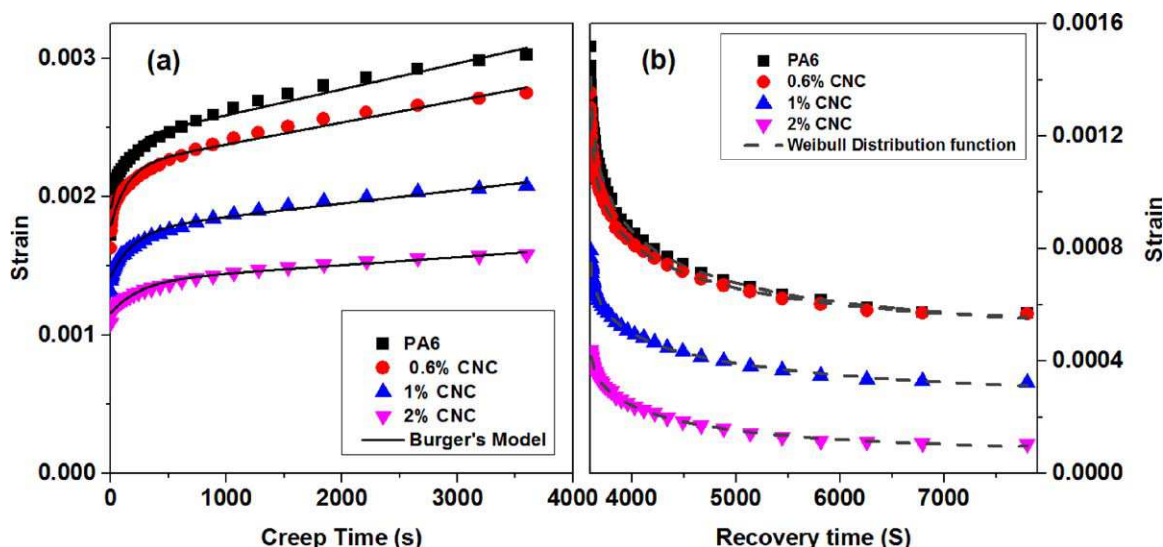 (a)
0.003
0.002
0.001
0.000
Strain
PA6
0.6% CNC
1% CNC
2% CNC
Burger's Model
0 1000 2000 3000 4000
Creep Time (s)
(b)
PA6
0.6% CNC
1% CNC
2% CNC
Weibull Distribution function
0.0016
0.0012
0.0008
0.0004
0.0000
Strain
4000 5000 6000 7000
Recovery time (S)